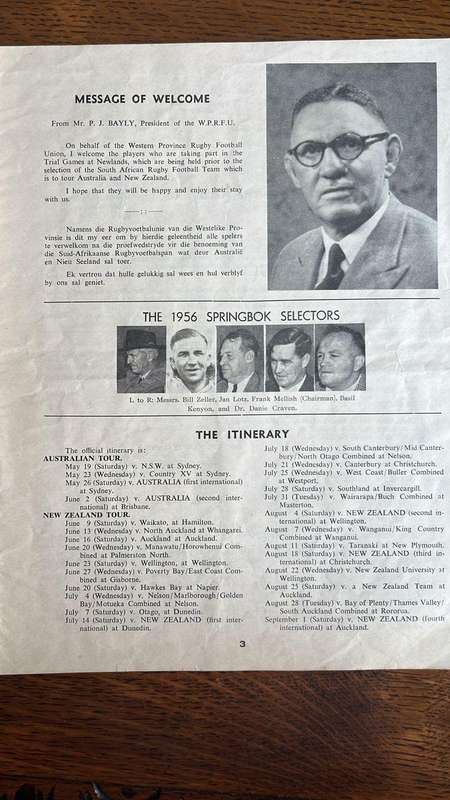 MESSAGE OF WELCOME
From Mr. P. J. BAYLY, President of the W.P.R.F.U.
On behalf of the Western Province Rugby Football
Union, I welcome the players who are taking part in the
Trial Games at Newlands, which are being held prior to the
selection of the South African Rugby Football Team which
is to tour Australia and New Zealand.
I hope that they will be happy and enjoy their stay
with us.
Namens die Rugbyvoetbalunie van die Westelike Pro-
vinsie is dit my eer om by hierdie geleentheid alle spelers
te verwelkom na die proefwedstryde vir die benoeming van
die Suid-Afrikaanse Rugbyvoetbalspan wat deur Australië
en Nieu Seeland sal toer.
Ek vertrou dat hulle gelukkig sal wees en hul verblyf
by ons sal geniet.
THE 1956 SPRINGBOK SELECTORS
L. to R: Messrs. Bill Zeller, Jan Lotz, Frank Mellish (Chairman), Basil
Kenyon, and Dr. Danie Craven.
THE ITINERARY
The official itinerary is:
AUSTRALIAN TOUR.
May 19 (Saturday) v. N.S.W. at Sydney.
May 23 (Wednesday) v. Country XV at Sydney.
May 26 (Saturday) v. AUSTRALIA (first international)
at Sydney.
June 2 (Saturday) v. AUSTRALIA (second inter-
national) at Brisbane.
NEW ZEALAND TOUR.
June 9 (Saturday) v. Waikato, at Hamilton.
June 13 (Wednesday) v. North Auckland at Whangarei.
June 16 (Saturday) v. Auckland at Auckland.
June 20 (Wednesday) v. Manawatu/Horowhenui Com-
bined at Palmerston North.
June 23 (Saturday) v. Wellington, at Wellington.
June 27 (Wednesday) v. Poverty Bay/East Coast Com-
bined at Gisborne.
June 20 (Saturday) v. Hawkes Bay at Napier.
July 4 (Wednesday) v. Nelson/Marlborough/Golden
Bay/Motueka Combined at Nelson.
July 7 (Saturday) v. Otago, at Dunedin.
July 14 (Saturday) v. NEW ZEALAND (first inter-
national) at Dunedin.
July 18 (Wednesday) v. South Canterbury/Mid Canter-
bury/North Otago Combined at Nelson.
July 21 (Wednesday) v. Canterbury at Christchurch.
July 25 (Wednesday) v. West Coast/Buller Combined
at Westport.
July 28 (Saturday) v. Southland at Invercargill.
July 31 (Tuesday) v. Wairarapa/Buch Combined at
Masterton.
August 4 (Saturday) v. NEW ZEALAND (second in-
ternational) at Wellington.
August 7 (Wednesday) v. Wanganui/King Country
Combined at Wanganui.
August 11 (Saturday) v. Taranaki at New Plymouth.
August 18 (Saturday) v. NEW ZEALAND (third in-
ternational) at Christchurch.
August 22 (Wednesday) v. New Zealand University at
Wellington.
August 25 (Saturday) v. a New Zealand Team at
Auckland.
August 28 (Tuesday) v. Bay of Plenty/Thames Valley/
South Auckland Combined at Rororua.
September 1 (Saturday) v. NEW ZEALAND (fourth
international) at Auckland.
3